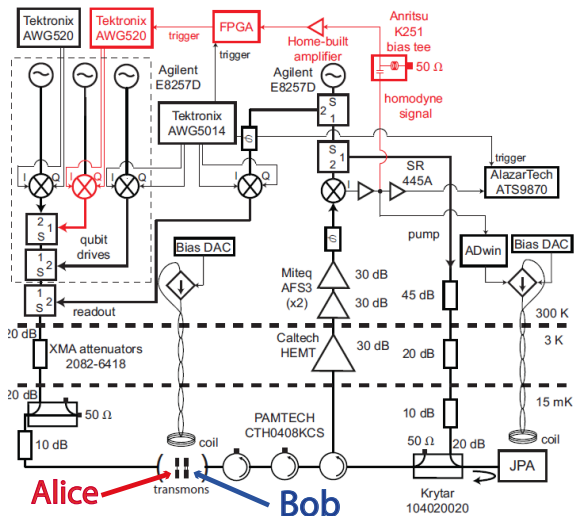 Tektronix
AWG520
Tektronix
AWG520
trigger
FPGA
trigger
Home-built
amplifier
Anritsu
K251
bias tee
50 Ω
homodyne
signal
Agilent
E8257D
Agilent
E8257D
Tektronix
AWG5014
2 S
1
S 1
2
I
Q
I
Q
I
Q
I
SR
445A
trigger
AlazarTech
ATS9870
2 1
S
qubit
drives
1
S 2
1
S 2
readout
Bias DAC
pump
ADwin
Bias DAC
Miteq
AFS3
(x2)
30 dB
30 dB
45 dB
300 K
20 dB
XMA attenuators
2082-6418
Caltech
HEMT
30 dB
20 dB
3 K
20 dB
50 Ω
10 dB
coil
PAMTECH
CTH0408KCS
10 dB
15 mK
50 Ω
20 dB
coil
JPA
Krytar
104020020
transmons
Alice
Bob